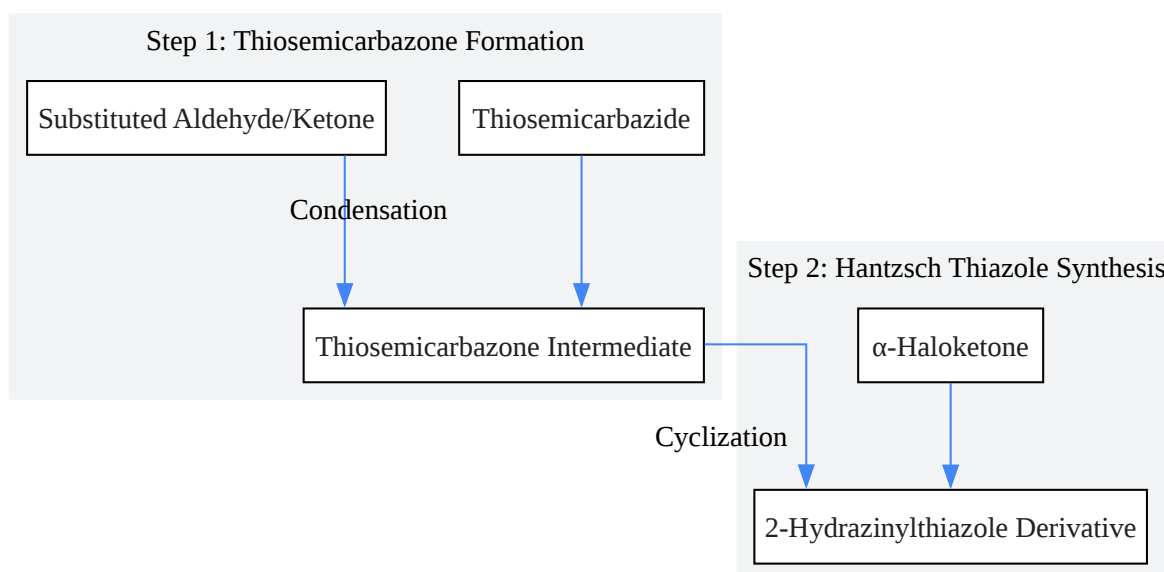 Step 1: Thiosemicarbazone Formation
Substituted Aldehyde/Ketone
Thiosemicarbazide
Condensation
Thiosemicarbazone Intermediate
Step 2: Hantzsch Thiazole Synthesis
α-Haloketone
Cyclization
2-Hydrazinylthiazole Derivative